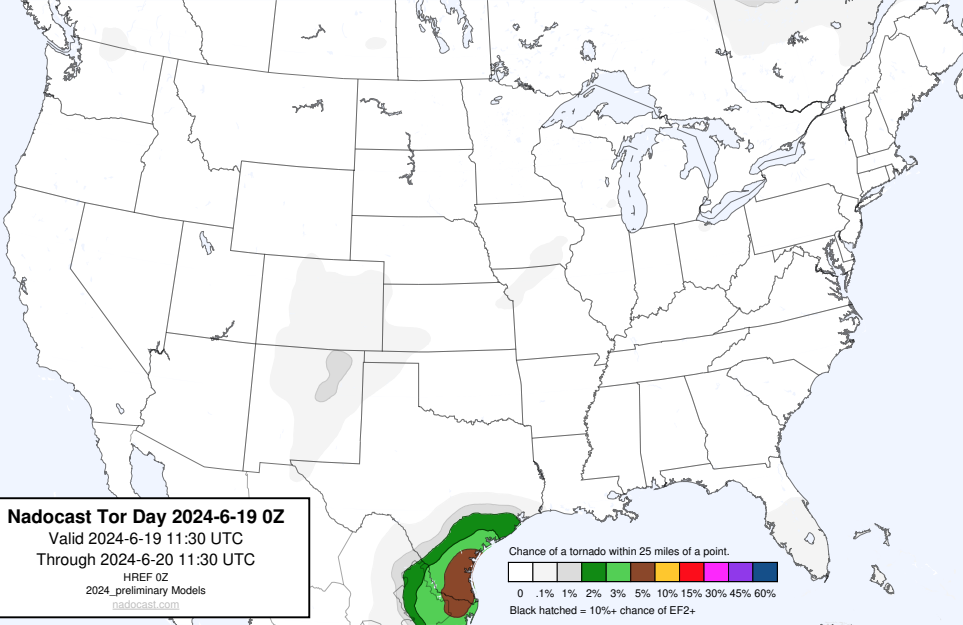 Nadocast Tor Day 2024-6-19 0Z
Valid 2024-6-19 11:30 UTC
Through 2024-6-20 11:30 UTC
HREF 0Z
2024_preliminary Models
nadocast.com
Chance of a tornado within 25 miles of a point.
0 .1% 1% 2% 3% 5% 10% 15% 30% 45% 60%
Black hatched = 10%+ chance of EF2+